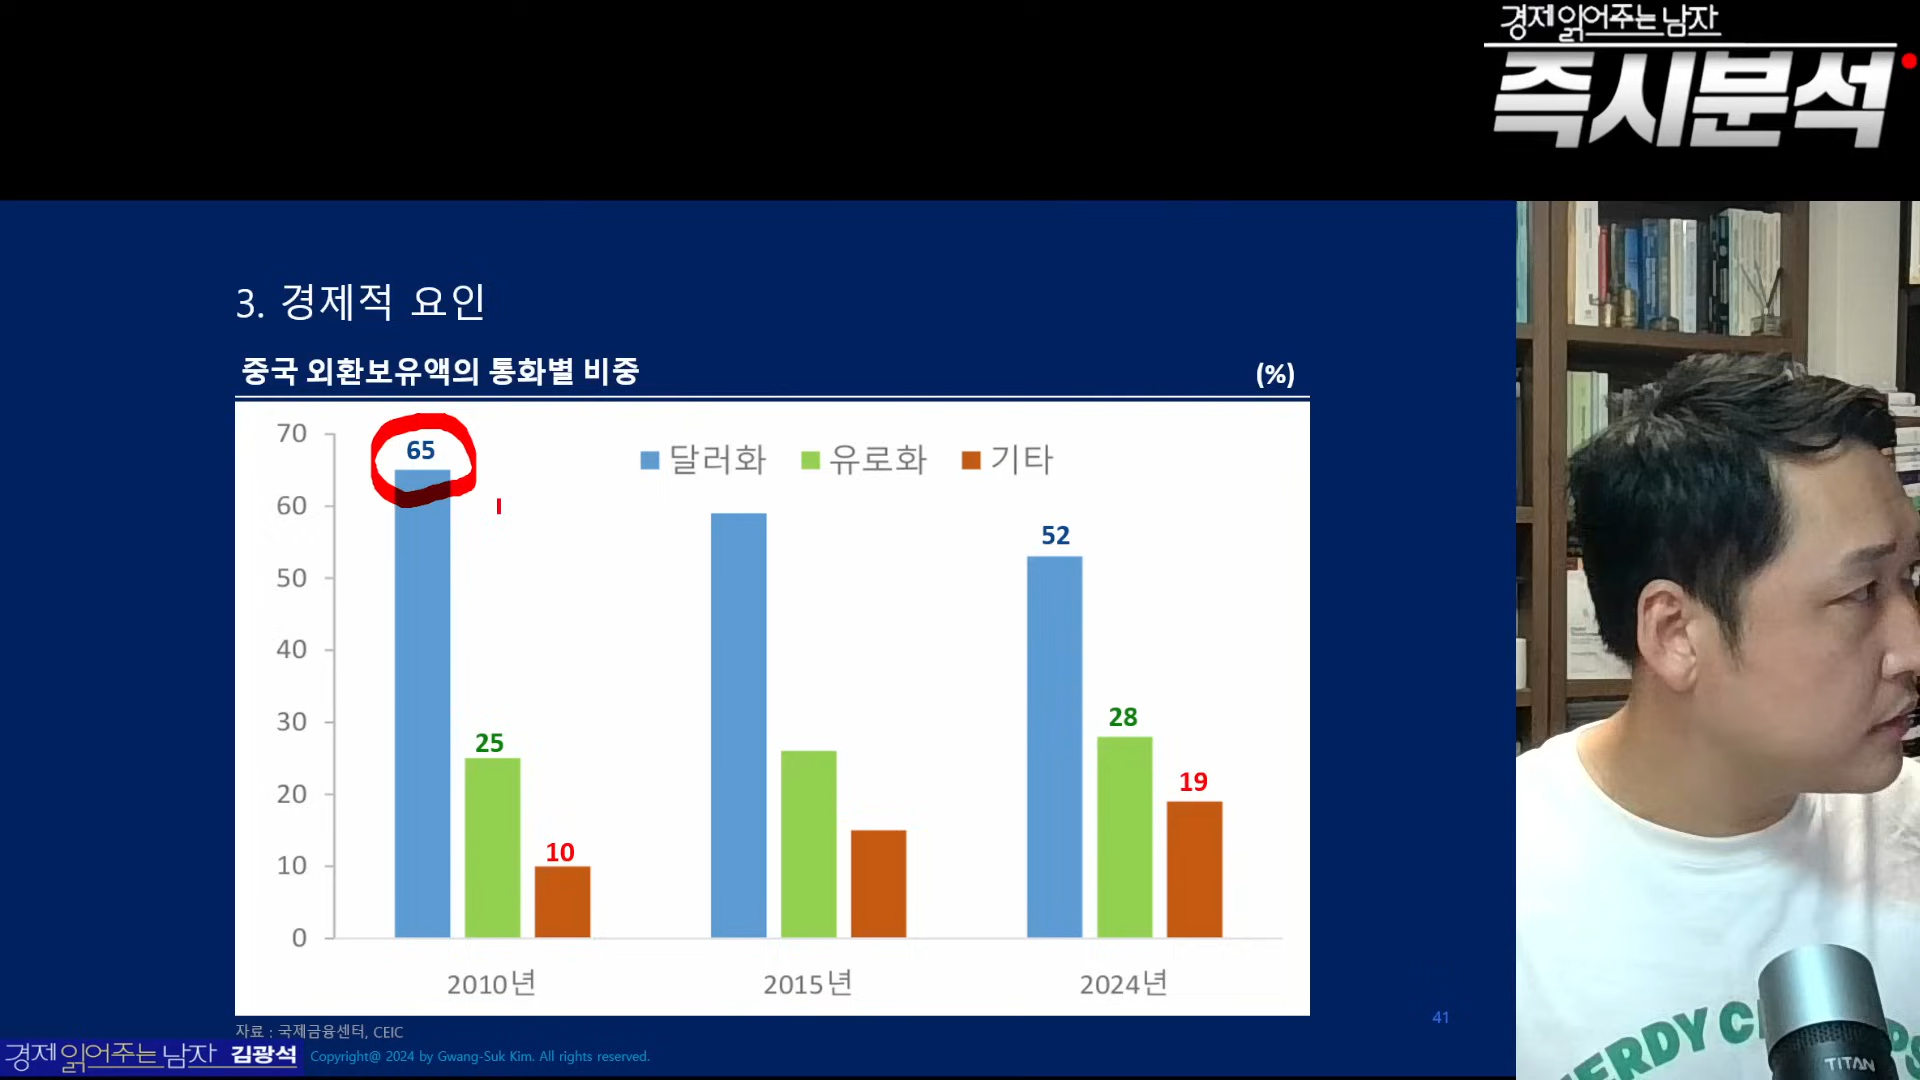 경제읽어주는남자
즉시분석
3. 경제적 요인
중국 외환보유액의 통화별 비중
(%)
달러화 유로화 기타
70
60
50
40
30
20
10
0
65
25
10
52
28
19
2010년
2015년
2024년
자료 : 국제금융센터, CEIC
41
경제읽어주는남자 김광석
Copyright@ 2024 by Gwang-Suk Kim. All rights reserved.
TITAN